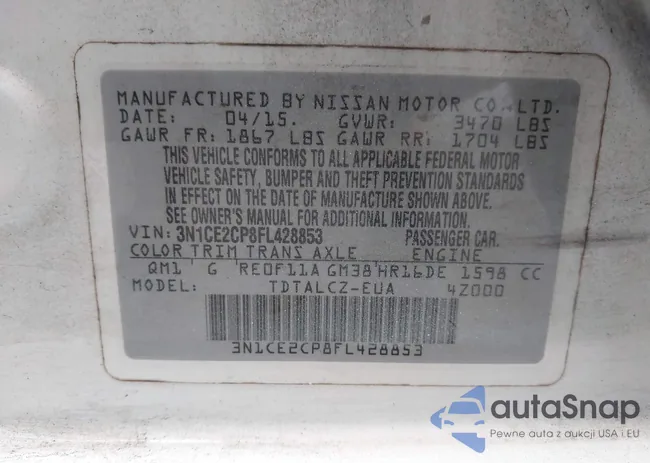 MANUFACTURED BY NISSAN MOTOR CO.,LTD.
DATE: 04/15. GVWR: 3470 LBS
GAWR FR: 1867 LBS GAWR RR: 1704 LBS
THIS VEHICLE CONFORMS TO ALL APPLICABLE FEDERAL MOTOR
VEHICLE SAFETY, BUMPER AND THEFT PREVENTION STANDARDS
IN EFFECT ON THE DATE OF MANUFACTURE SHOWN ABOVE.
SEE OWNER'S MANUAL FOR ADDITIONAL INFORMATION.
VIN: 3N1CE2CP8FL428853 PASSENGER CAR.
COLOR TRIM TRANS AXLE ENGINE
QM1 G RE0F11A GM38 HR16DE 1598 CC
MODEL: TDTALCZ-EUA 4Z000
3N1CE2CP8FL428853
autoSnap
Pewne auta z aukcji USA i EU